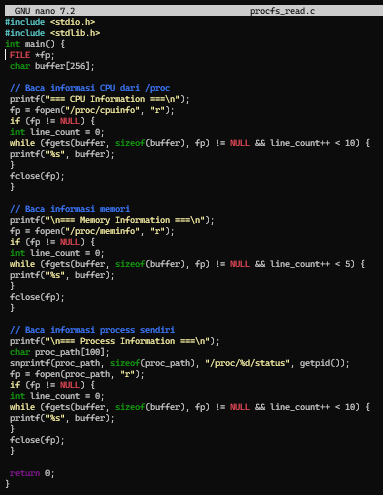 GNU nano 7.2 procfs_read.c
#include <stdio.h>
#include <stdlib.h>
int main() {
FILE *fp;
char buffer[256];
// Baca informasi CPU dari /proc
printf("=== CPU Information ===\n");
fp = fopen("/proc/cpuinfo", "r");
if (fp != NULL) {
int line_count = 0;
while (fgets(buffer, sizeof(buffer), fp) != NULL && line_count++ < 10) {
printf("%s", buffer);
}
fclose(fp);
}
// Baca informasi memori
printf("\n=== Memory Information ===\n");
fp = fopen("/proc/meminfo", "r");
if (fp != NULL) {
int line_count = 0;
while (fgets(buffer, sizeof(buffer), fp) != NULL && line_count++ < 5) {
printf("%s", buffer);
}
fclose(fp);
}
// Baca informasi process sendiri
printf("\n=== Process Information ===\n");
char proc_path[100];
snprintf(proc_path, sizeof(proc_path), "/proc/%d/status", getpid());
fp = fopen(proc_path, "r");
if (fp != NULL) {
int line_count = 0;
while (fgets(buffer, sizeof(buffer), fp) != NULL && line_count++ < 10) {
printf("%s", buffer);
}
fclose(fp);
}
return 0;
}